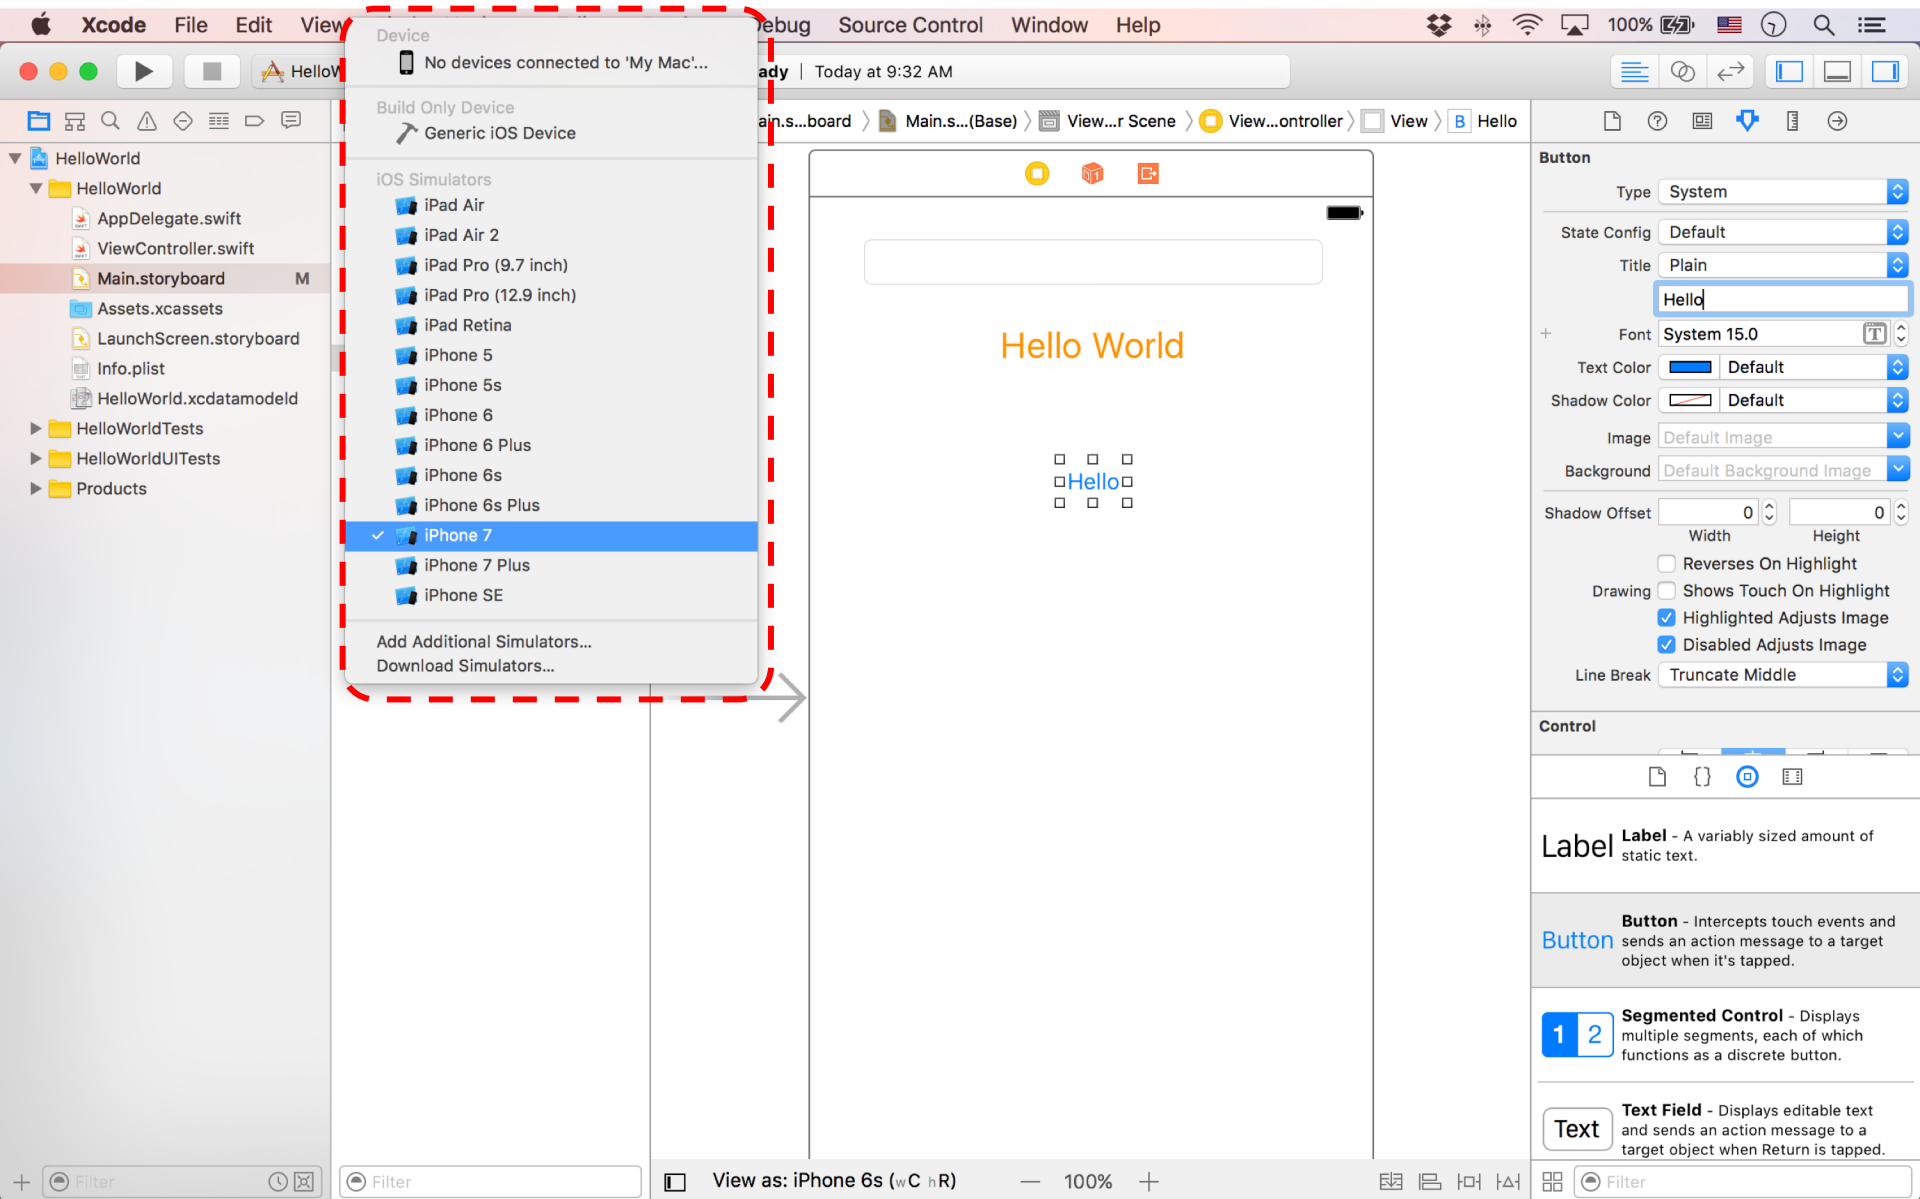 Xcode File Edit View Debug Source Control Window Help 100%
HelloW
Ready | Today at 9:32 AM
Device
No devices connected to 'My Mac'...
Build Only Device
Generic iOS Device
iOS Simulators
iPad Air
iPad Air 2
iPad Pro (9.7 inch)
iPad Pro (12.9 inch)
iPad Retina
iPhone 5
iPhone 5s
iPhone 6
iPhone 6 Plus
iPhone 6s
iPhone 6s Plus
iPhone 7
iPhone 7 Plus
iPhone SE
Add Additional Simulators...
Download Simulators...
HelloWorld
HelloWorld
AppDelegate.swift
ViewController.swift
Main.storyboard M
Assets.xcassets
LaunchScreen.storyboard
Info.plist
HelloWorld.xcdatamodeld
HelloWorldTests
HelloWorldUITests
Products
Filter
Filter
ain.s...board Main.s...(Base) View...r Scene View...ontroller View B Hello
Hello World
Hello
View as: iPhone 6s (wC hR) 100%
Button
Type System
State Config Default
Title Plain
Hello
Font System 15.0 T
Text Color Default
Shadow Color Default
Image Default Image
Background Default Background Image
Shadow Offset 0 0
Width Height
Reverses On Highlight
Drawing Shows Touch On Highlight
Highlighted Adjusts Image
Disabled Adjusts Image
Line Break Truncate Middle
Control
Label
Label - A variably sized amount of
static text.
Button
Button - Intercepts touch events and
sends an action message to a target
object when it's tapped.
1 2
Segmented Control - Displays
multiple segments, each of which
functions as a discrete button.
Text
Text Field - Displays editable text
and sends an action message to a
target object when Return is tapped.
Filter